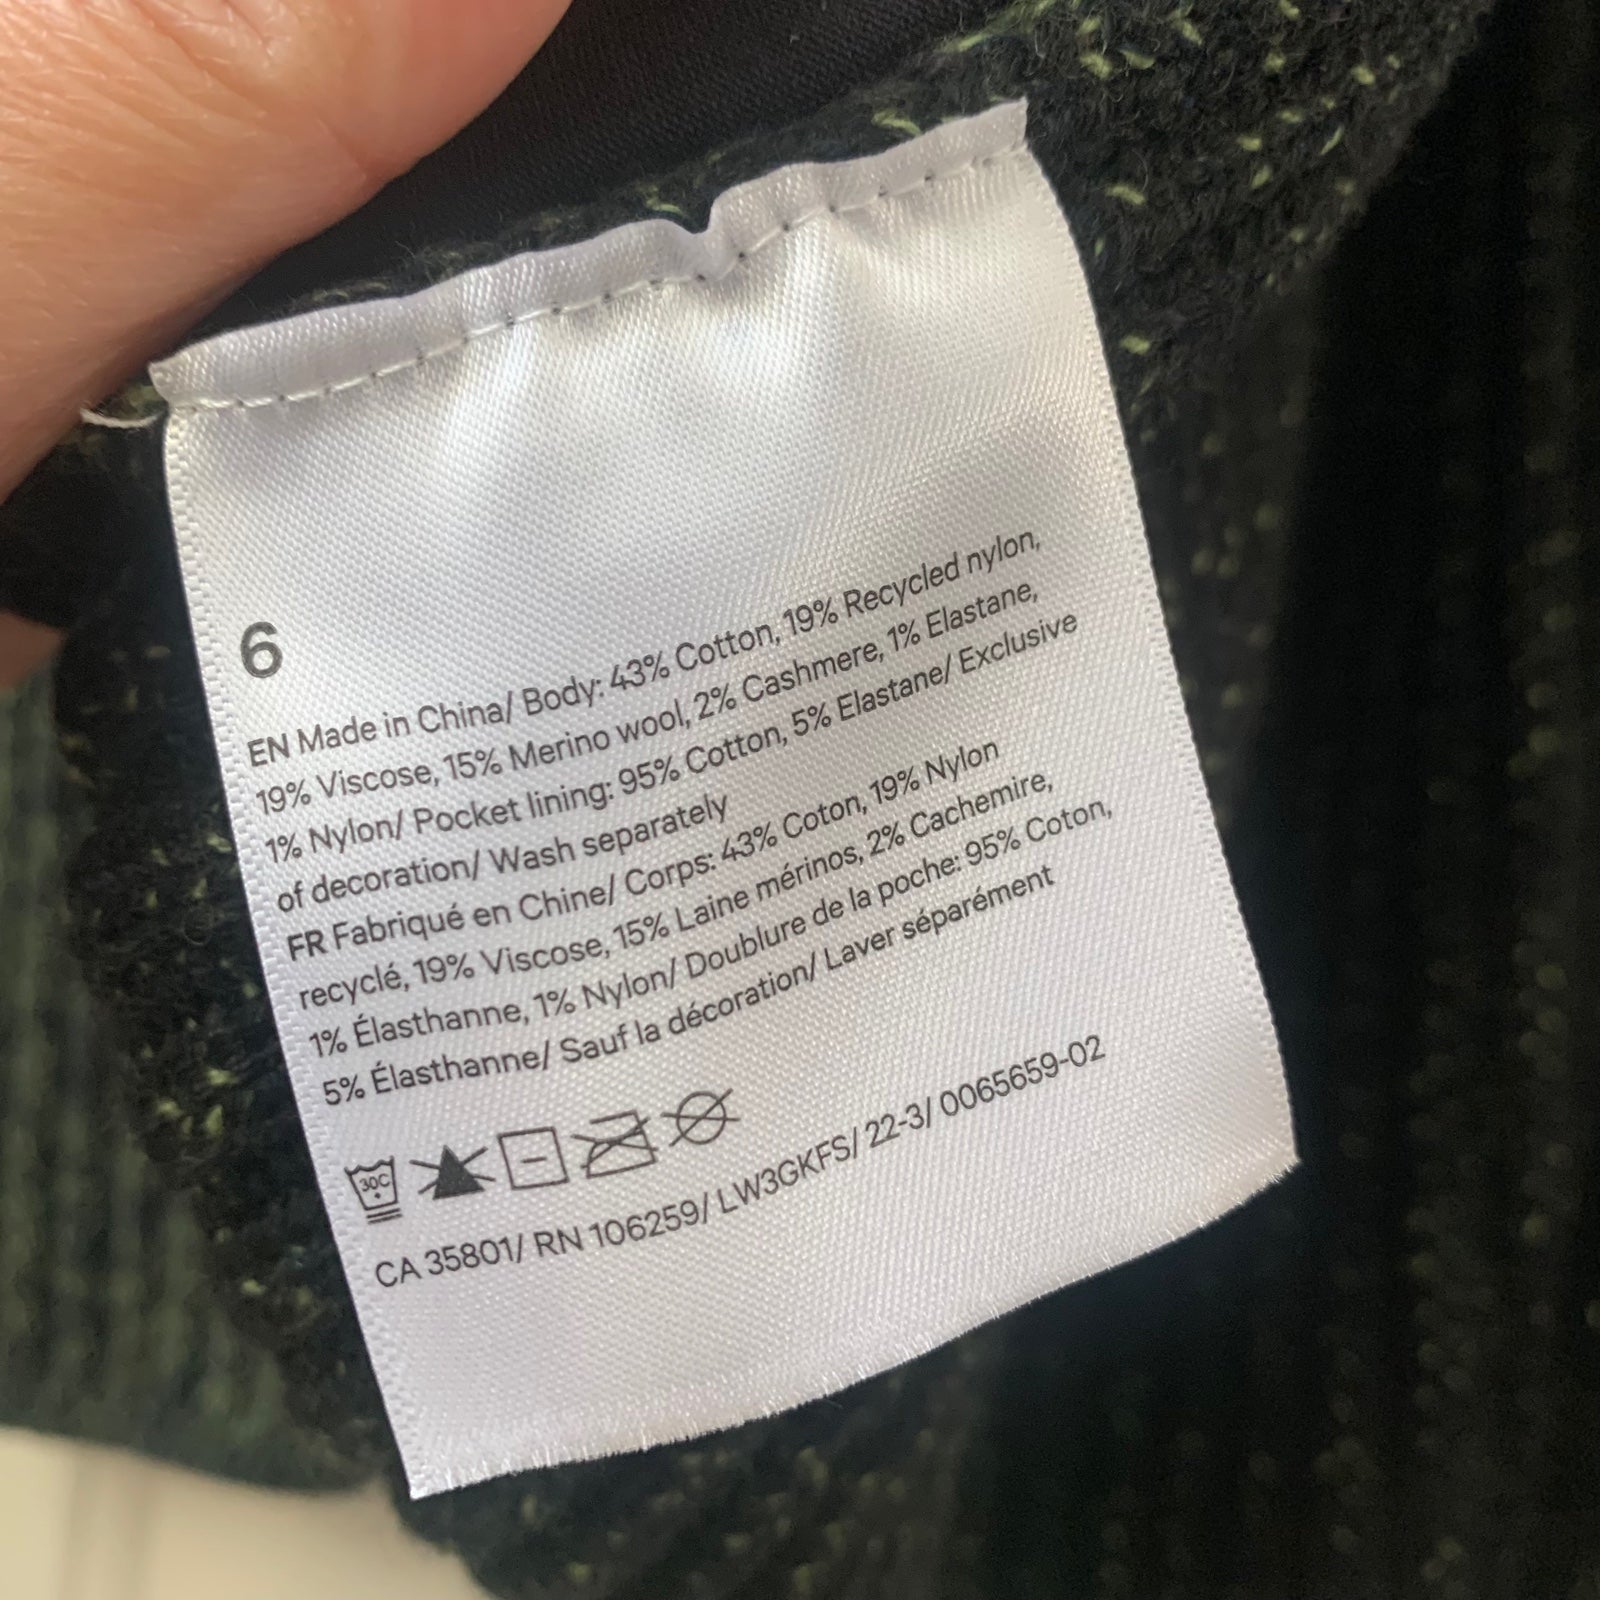 6
EN Made in China/ Body: 43% Cotton, 19% Recycled nylon,
19% Viscose, 15% Merino wool, 2% Cashmere, 1% Elastane,
1% Nylon/ Pocket lining: 95% Cotton, 5% Elastane/ Exclusive
of decoration/ Wash separately
FR Fabriqué en Chine/ Corps: 43% Coton, 19% Nylon
recyclé, 19% Viscose, 15% Laine mérinos, 2% Cachemire,
1% Élasthanne, 1% Nylon/ Doublure de la poche: 95% Coton,
5% Élasthanne/ Sauf la décoration/ Laver séparément
30C
CA 35801/ RN 106259/ LW3GKFS/ 22-3/ 0065659-02